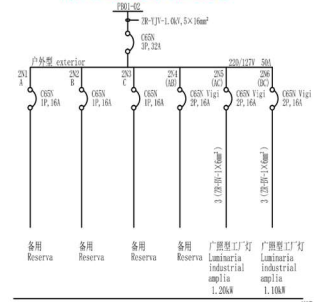 PB01-02
ZR-YJV-1.0kV,5×16mm²
C65N
3P,32A
户外型 exterior
220/127V 50A
2N1
A
C65N
1P,16A
2N2
B
C65N
1P,16A
2N3
C
C65N
1P,16A
2N4
(AB)
C65N Vigi
2P,16A
2N5
(AC)
C65N Vigi
2P,16A
2N6
(BC)
C65N Vigi
2P,16A
3(ZR-BV-1×6mm²)
3(ZR-BV-1×6mm²)
备用
Reserva
备用
Reserva
备用
Reserva
备用
Reserva
广照型工厂灯
Luminaria
industrial
amplia
1.20kW
广照型工厂灯
Luminaria
industrial
amplia
1.10kW